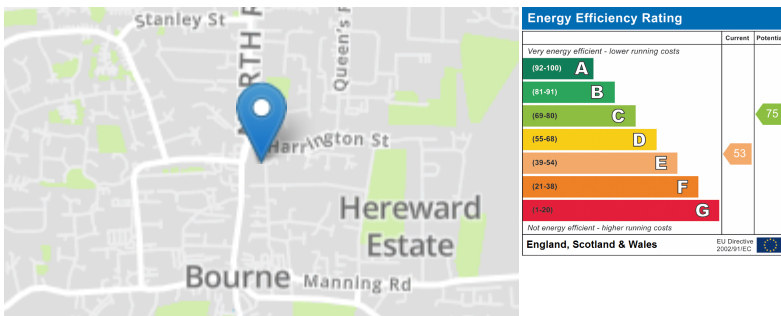 Stanley St
Queen's
Harrington St
Hereward
Estate
Bourne
Manning Rd
Energy Efficiency Rating
Current
Very energy efficient - lower running costs
(92-100) A
(81-91) B
(69-80) C
75
(55-68) D
(39-54) E
53
(21-38) F
(1-20) G
Not energy efficient - higher running costs
England, Scotland & Wales
EU Directive
2002/91/EC